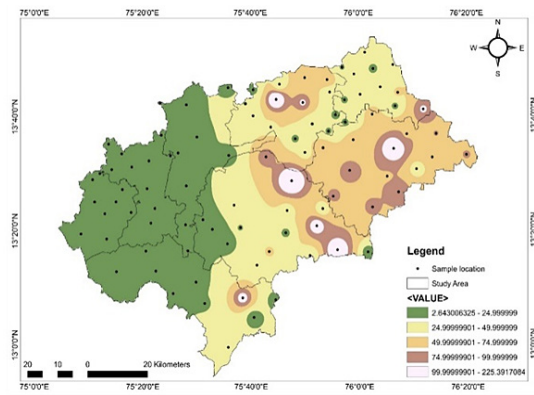 75°0'0"E 75°20'0"E 75°40'0"E 76°0'0"E 76°20'0"E
N
W E
S
13°40'0"N
13°20'0"N
13°0'0"N
Legend
Sample location
Study Area
<VALUE>
2.643006325 - 24.999999
24.99999901 - 49.999999
49.99999901 - 74.999999
74.99999901 - 99.999999
99.99999901 - 225.3917084
20 10 0 20 Kilometers
75°0'0"E 75°20'0"E 75°40'0"E 76°0'0"E 76°20'0"E